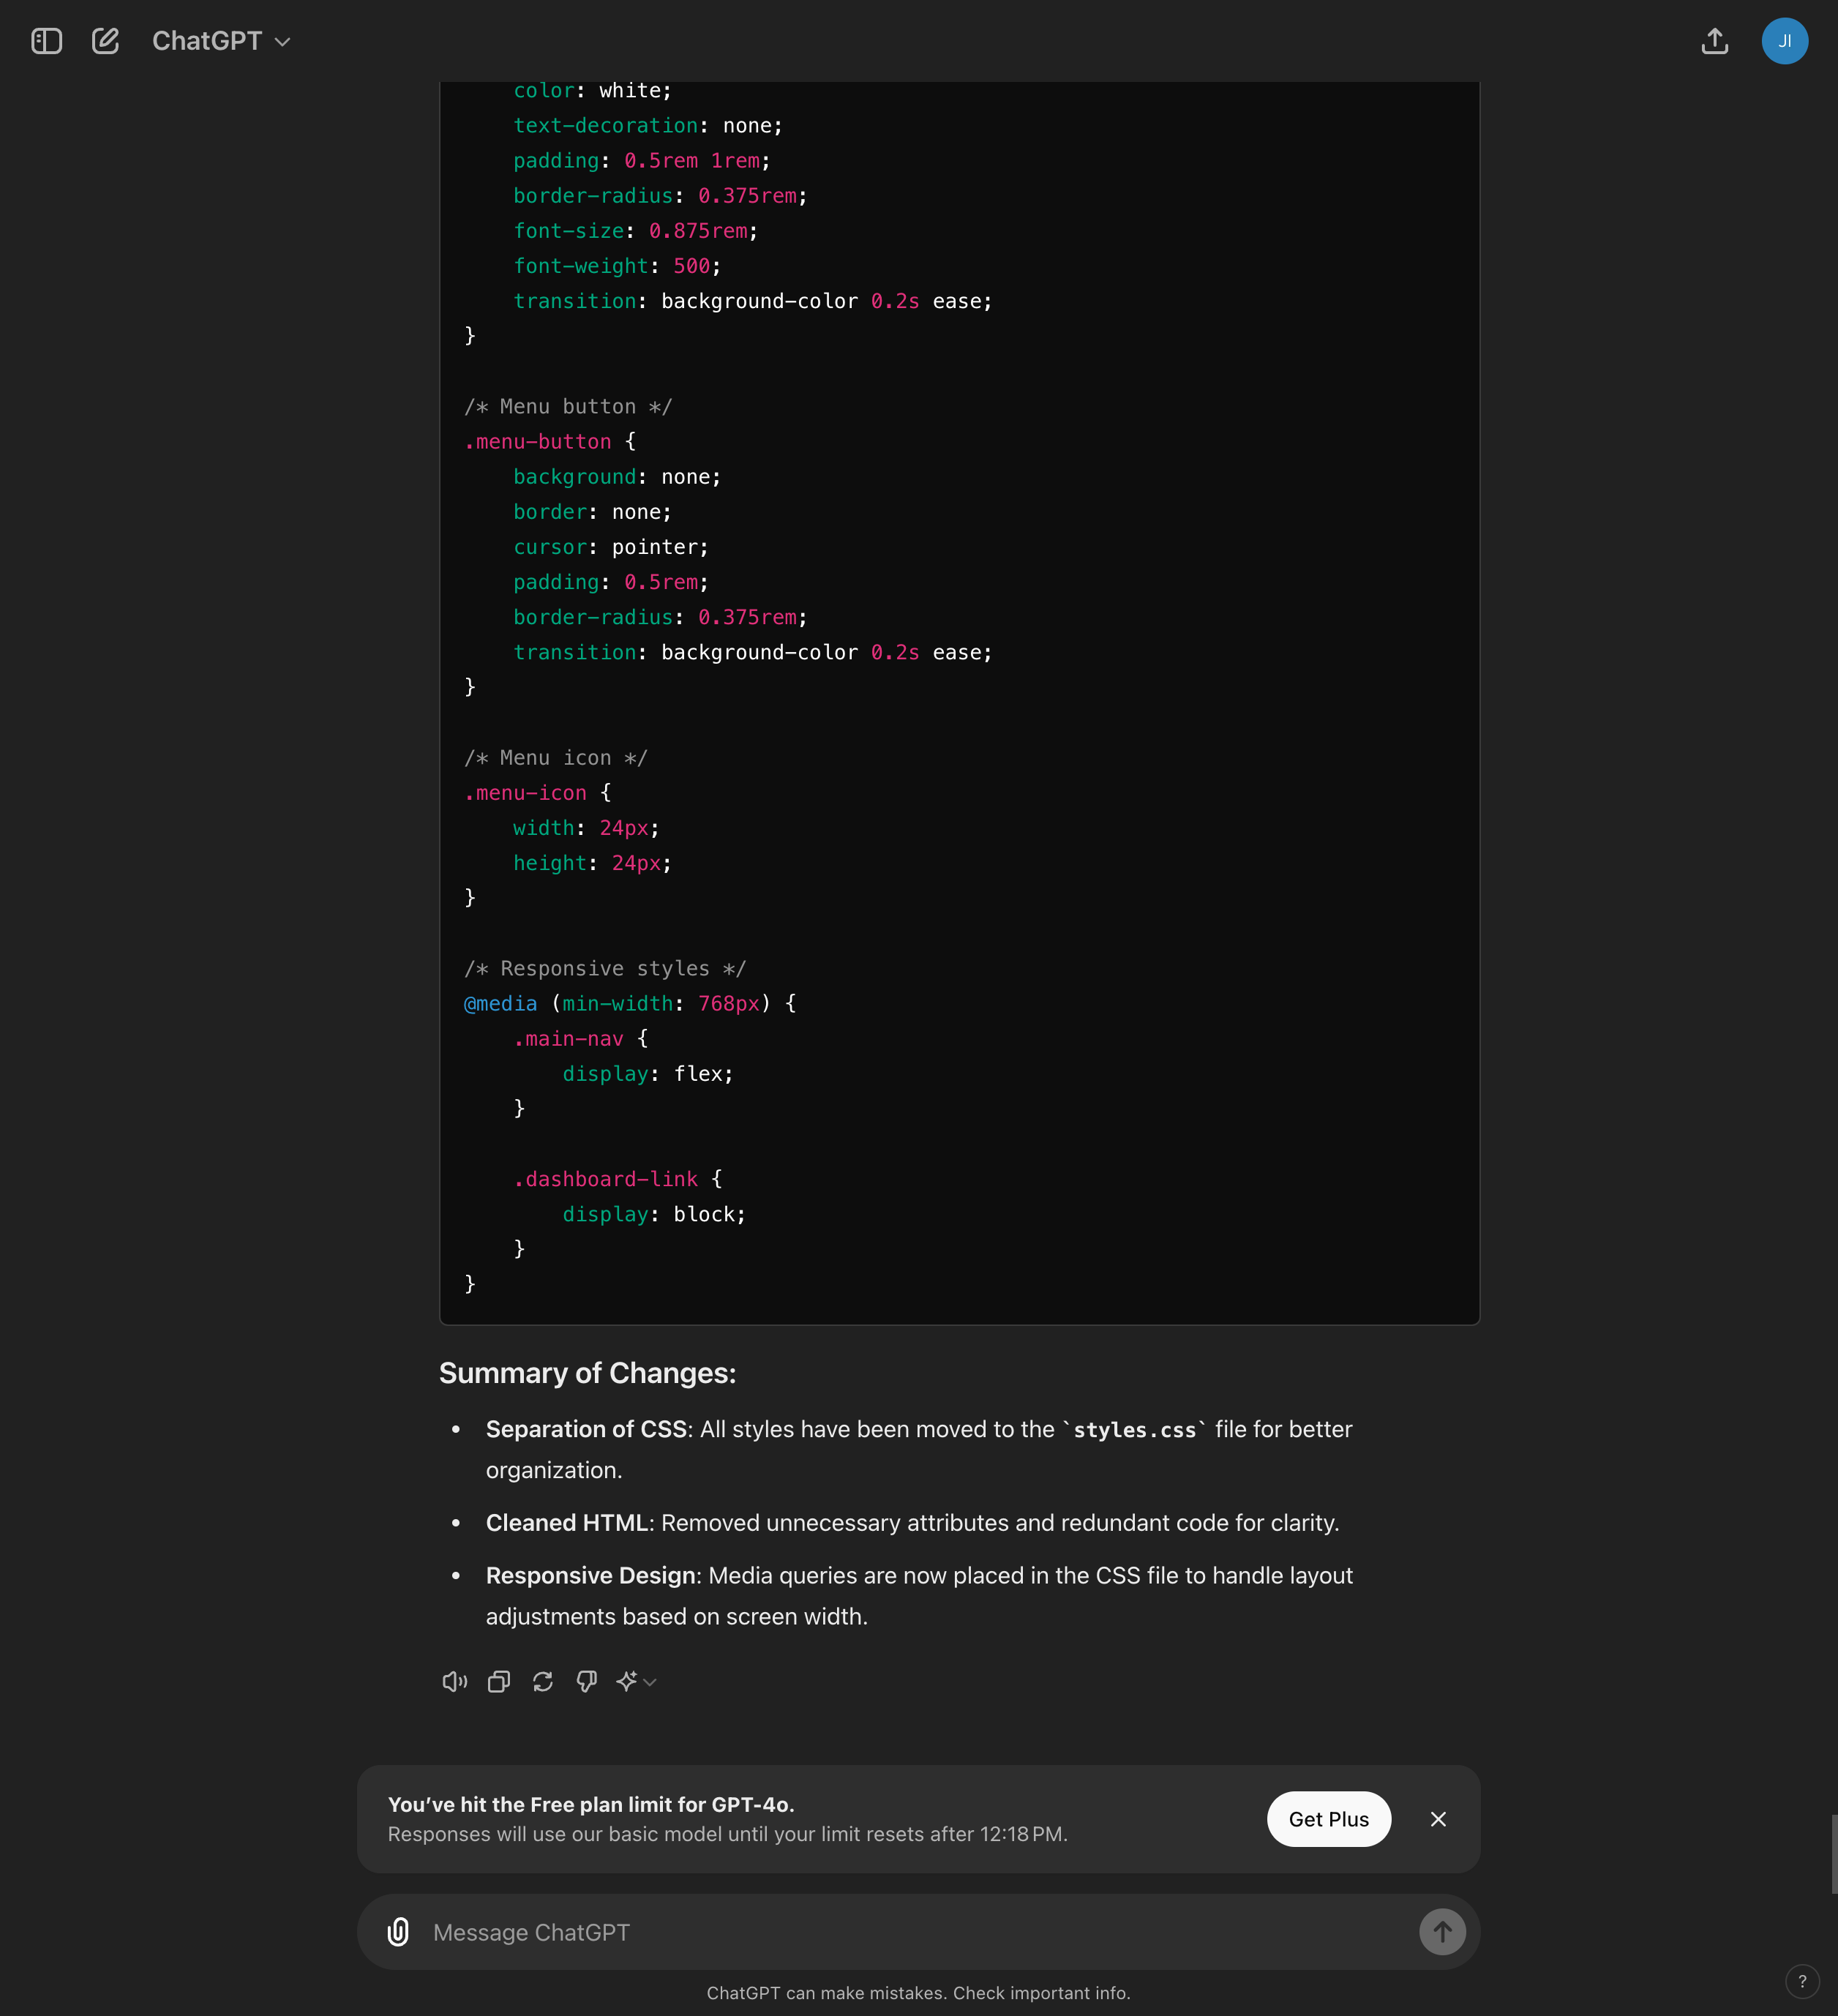 ChatGPT
JI
color: white;
text-decoration: none;
padding: 0.5rem 1rem;
border-radius: 0.375rem;
font-size: 0.875rem;
font-weight: 500;
transition: background-color 0.2s ease;
}
/* Menu button */
.menu-button {
background: none;
border: none;
cursor: pointer;
padding: 0.5rem;
border-radius: 0.375rem;
transition: background-color 0.2s ease;
}
/* Menu icon */
.menu-icon {
width: 24px;
height: 24px;
}
/* Responsive styles */
@media (min-width: 768px) {
.main-nav {
display: flex;
}
.dashboard-link {
display: block;
}
}
Summary of Changes:
• Separation of CSS: All styles have been moved to the `styles.css` file for better
organization.
• Cleaned HTML: Removed unnecessary attributes and redundant code for clarity.
• Responsive Design: Media queries are now placed in the CSS file to handle layout
adjustments based on screen width.
You’ve hit the Free plan limit for GPT-4o.
Responses will use our basic model until your limit resets after 12:18 PM.
Get Plus
Message ChatGPT
ChatGPT can make mistakes. Check important info.
?